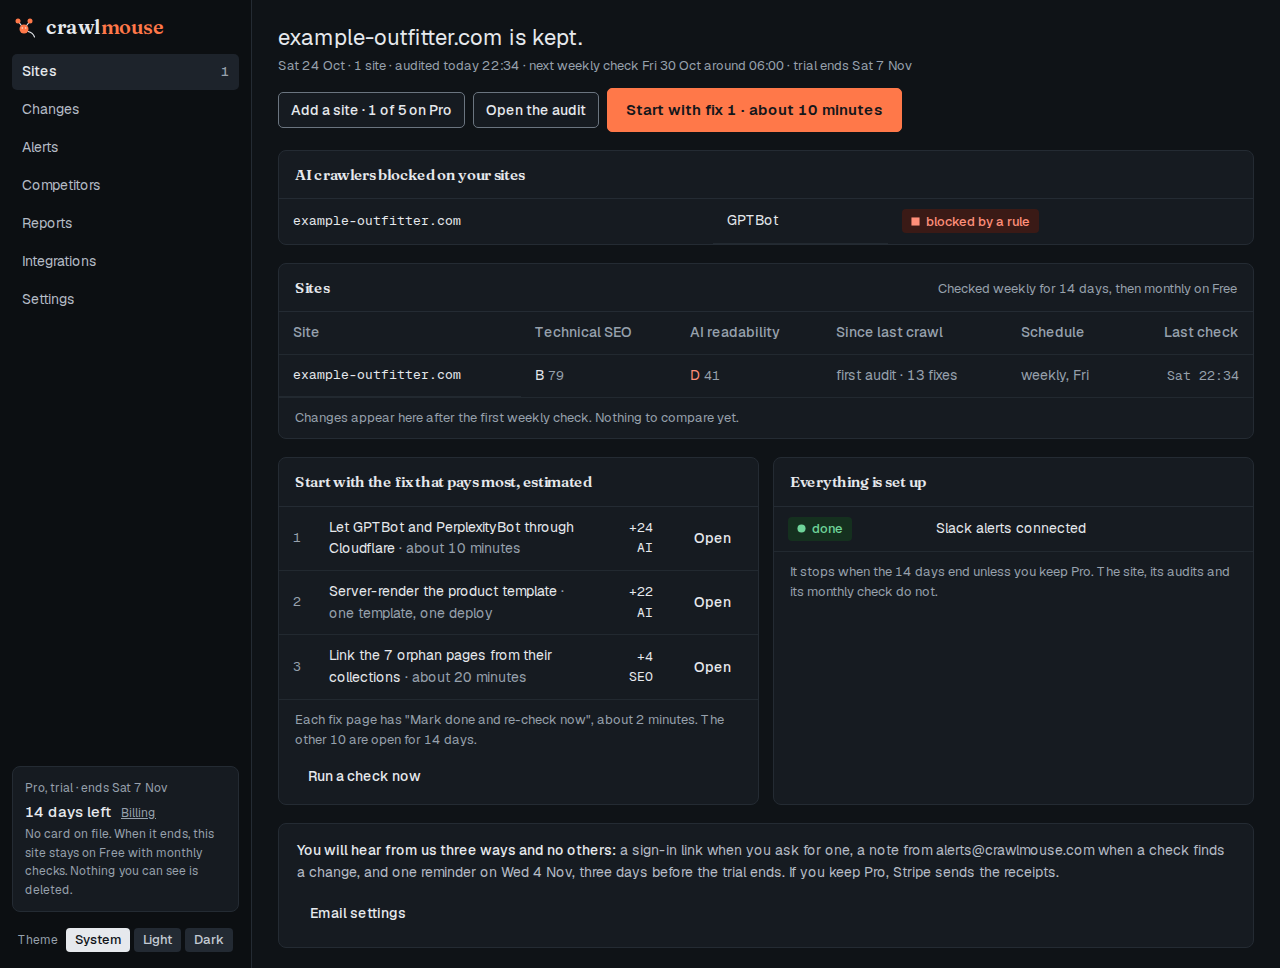 crawlmouse
Sites 1
Changes
Alerts
Competitors
Reports
Integrations
Settings
Pro, trial · ends Sat 7 Nov
14 days left Billing
No card on file. When it ends, this
site stays on Free with monthly
checks. Nothing you can see is
deleted.
Theme System Light Dark
example-outfitter.com is kept.
Sat 24 Oct · 1 site · audited today 22:34 · next weekly check Fri 30 Oct around 06:00 · trial ends Sat 7 Nov
Add a site · 1 of 5 on Pro Open the audit Start with fix 1 · about 10 minutes
AI crawlers blocked on your sites
example-outfitter.com GPTBot blocked by a rule
Sites Checked weekly for 14 days, then monthly on Free
Site Technical SEO AI readability Since last crawl Schedule Last check
example-outfitter.com B 79 D 41 first audit · 13 fixes weekly, Fri Sat 22:34
Changes appear here after the first weekly check. Nothing to compare yet.
Start with the fix that pays most, estimated
1 Let GPTBot and PerplexityBot through +24 Open
Cloudflare · about 10 minutes AI
2 Server-render the product template · +22 Open
one template, one deploy AI
3 Link the 7 orphan pages from their +4 Open
collections · about 20 minutes SEO
Each fix page has "Mark done and re-check now", about 2 minutes. The
other 10 are open for 14 days.
Run a check now
Everything is set up
done Slack alerts connected
It stops when the 14 days end unless you keep Pro. The site, its audits and
its monthly check do not.
You will hear from us three ways and no others: a sign-in link when you ask for one, a note from alerts@crawlmouse.com when a check finds
a change, and one reminder on Wed 4 Nov, three days before the trial ends. If you keep Pro, Stripe sends the receipts.
Email settings